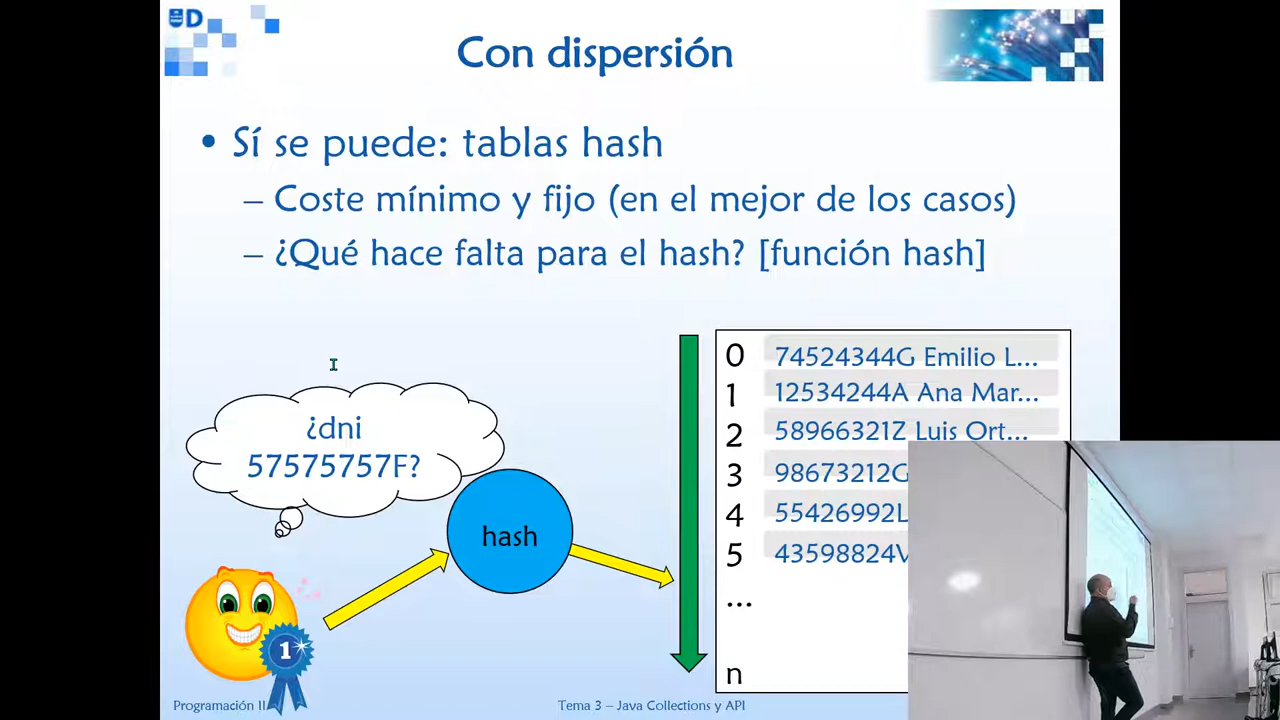 D
Con dispersión
• Sí se puede: tablas hash
– Coste mínimo y fijo (en el mejor de los casos)
– ¿Qué hace falta para el hash? [función hash]
¿dni
57575757F?
hash
1
0 74524344G Emilio L...
1 12534244A Ana Mar...
2 58966321Z Luis Ort...
3 98673212G
4 55426992L
5 43598824V
...
n
Programación II
Tema 3 – Java Collections y API